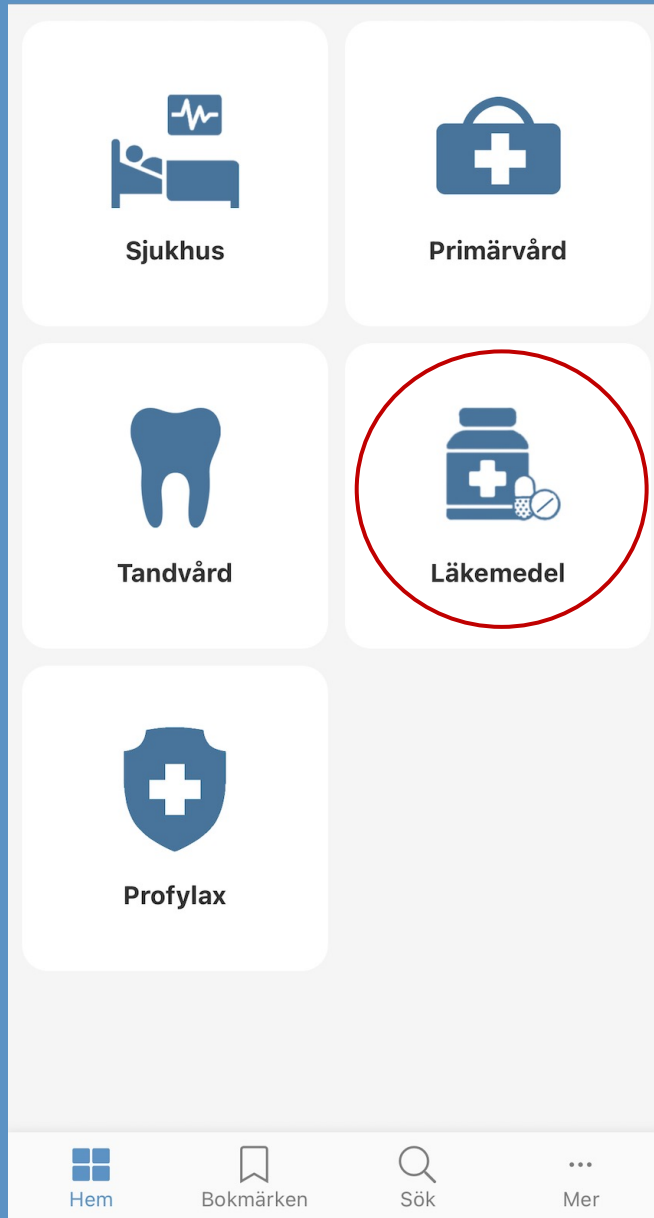 Sjukhus
Primärvård
Tandvård
Läkemedel
Profylax
Hem
Bokmärken
Sök
Mer